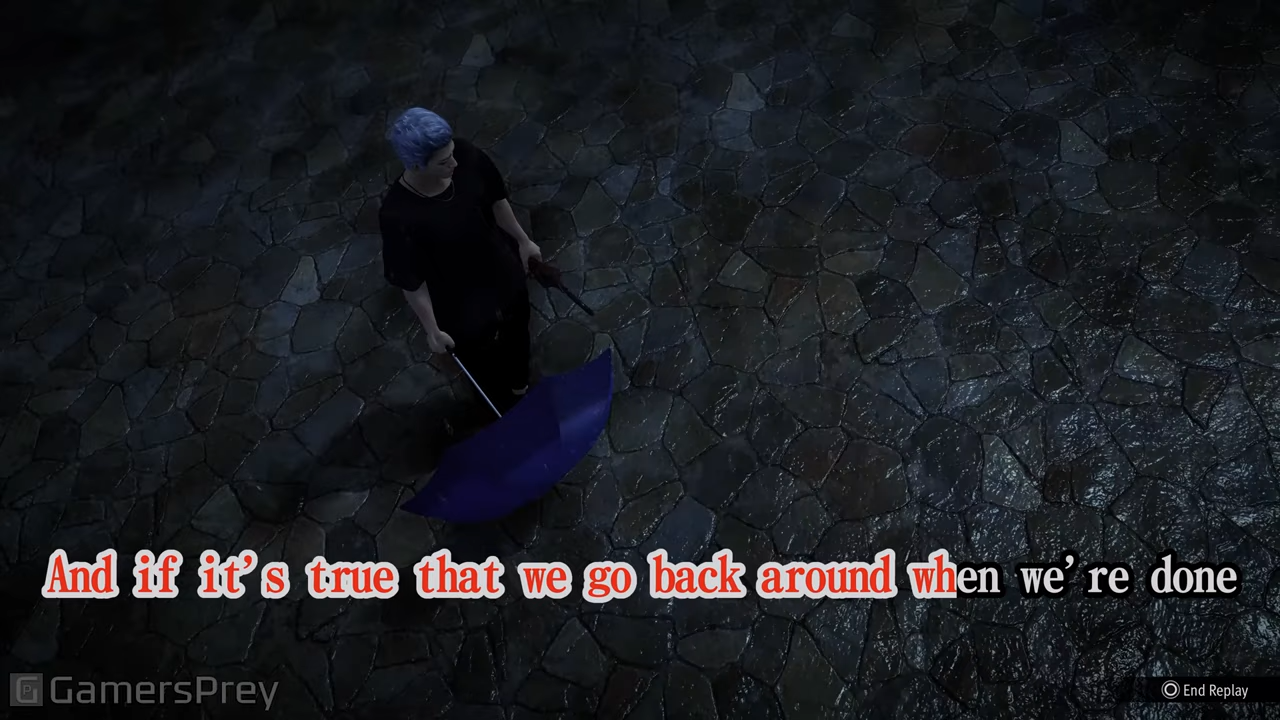 And if it's true that we go back around when we're done
GamersPrey
End Replay